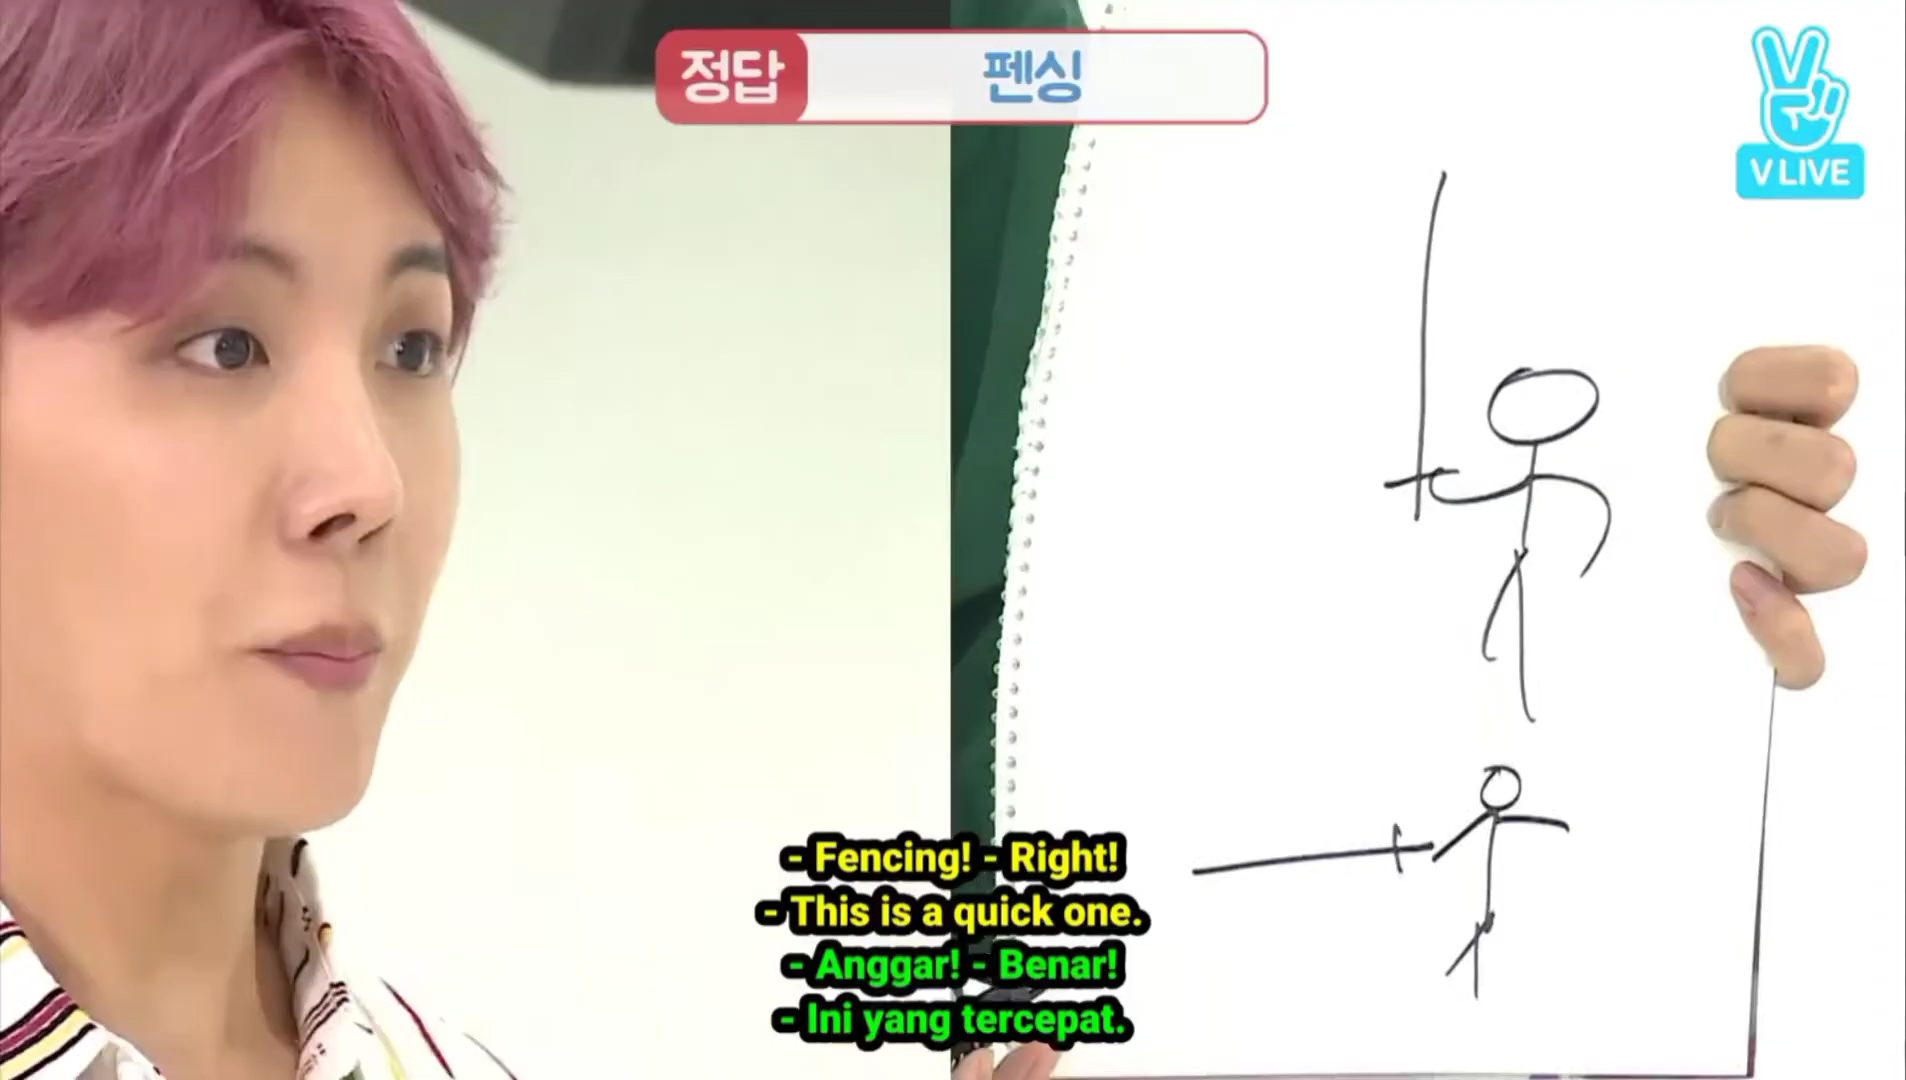 정답 펜싱
V LIVE
- Fencing! - Right!
- This is a quick one.
- Anggar! - Benar!
- Ini yang tercepat.